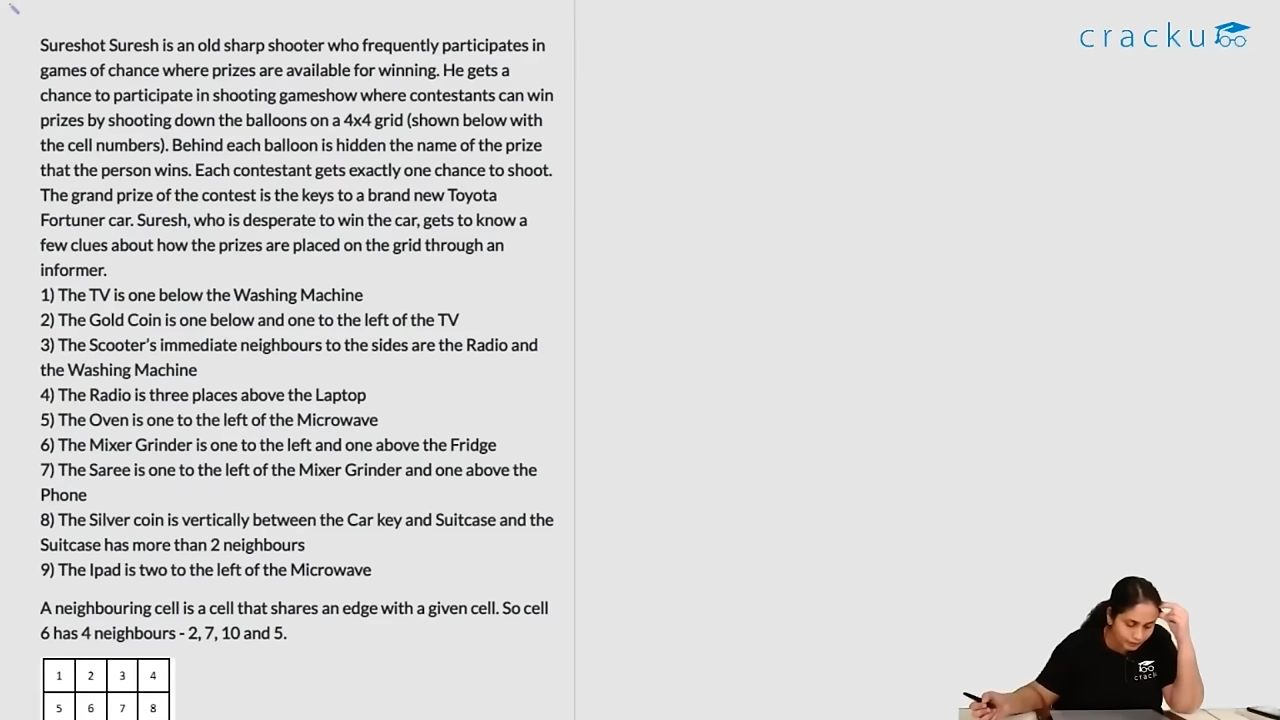 Sureshot Suresh is an old sharp shooter who frequently participates in
games of chance where prizes are available for winning. He gets a
chance to participate in shooting gameshow where contestants can win
prizes by shooting down the balloons on a 4x4 grid (shown below with
the cell numbers). Behind each balloon is hidden the name of the prize
that the person wins. Each contestant gets exactly one chance to shoot.
The grand prize of the contest is the keys to a brand new Toyota
Fortuner car. Suresh, who is desperate to win the car, gets to know a
few clues about how the prizes are placed on the grid through an
informer.
1) The TV is one below the Washing Machine
2) The Gold Coin is one below and one to the left of the TV
3) The Scooter's immediate neighbours to the sides are the Radio and
the Washing Machine
4) The Radio is three places above the Laptop
5) The Oven is one to the left of the Microwave
6) The Mixer Grinder is one to the left and one above the Fridge
7) The Saree is one to the left of the Mixer Grinder and one above the
Phone
8) The Silver coin is vertically between the Car key and Suitcase and the
Suitcase has more than 2 neighbours
9) The Ipad is two to the left of the Microwave
A neighbouring cell is a cell that shares an edge with a given cell. So cell
6 has 4 neighbours - 2, 7, 10 and 5.
1 2 3 4
5 6 7 8
cracku
crack